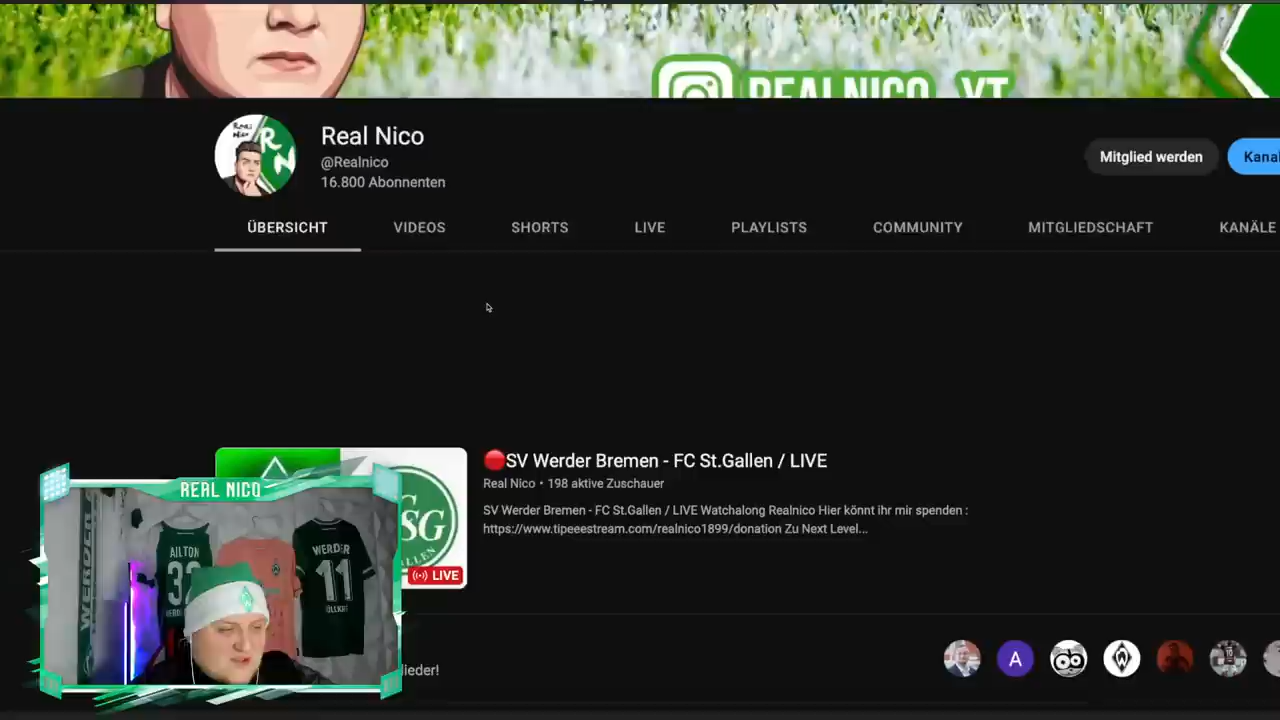 REALNICO_YT
Real Nico
@Realnico
16.800 Abonnenten
Mitglied werden
ÜBERSICHT
VIDEOS
SHORTS
LIVE
PLAYLISTS
COMMUNITY
MITGLIEDSCHAFT
KANÄLE
🔴SV Werder Bremen - FC St.Gallen / LIVE
Real Nico • 198 aktive Zuschauer
SV Werder Bremen - FC St.Gallen / LIVE Watchalong Realnico Hier könnt ihr mir spenden :
https://www.tipeeestream.com/realnico1899/donation Zu Next Level...
LIVE
REAL NICO
WERDER
AILTON
32
WERDER
11
A